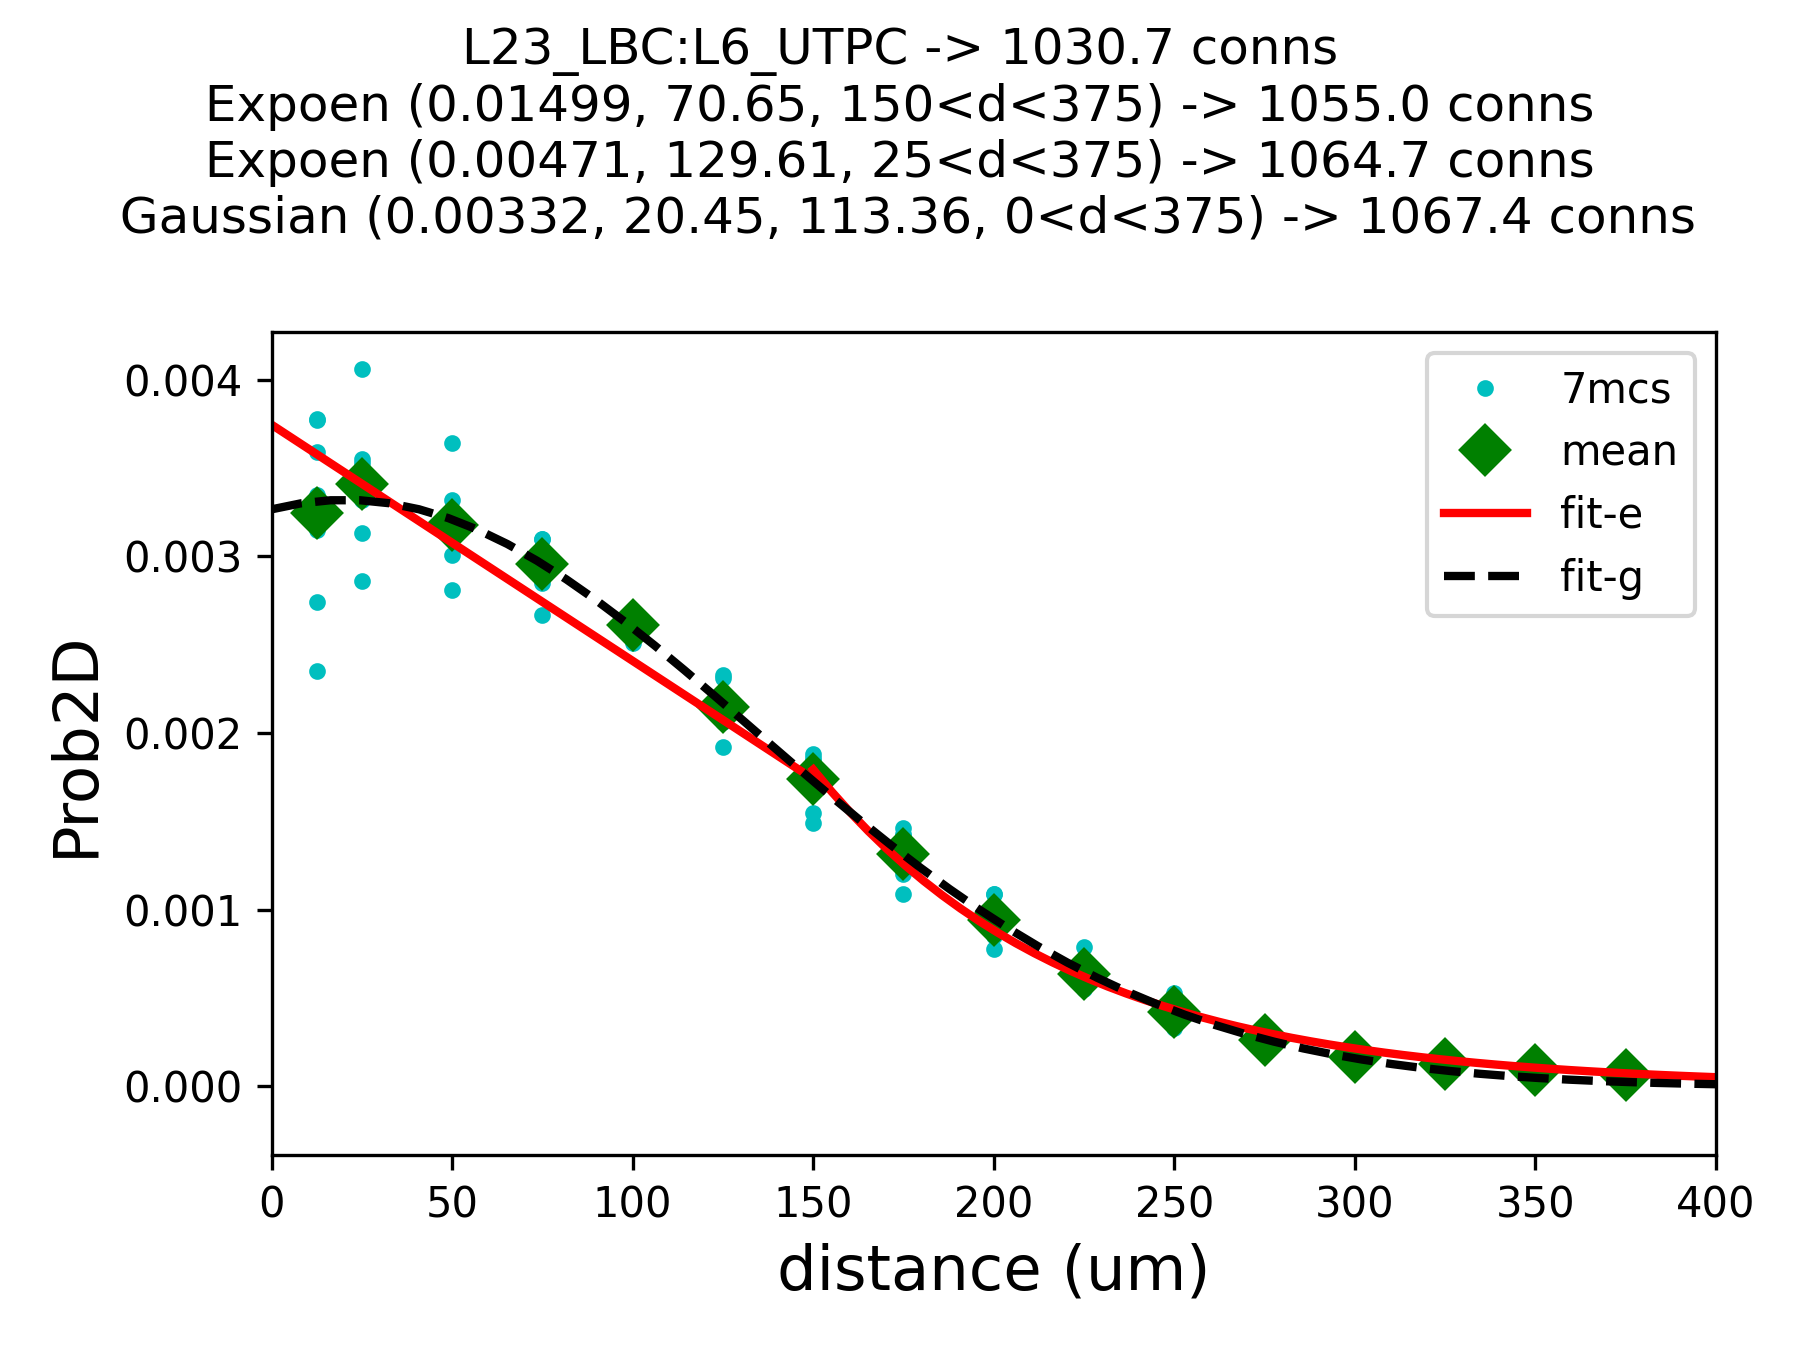 L23_LBC:L6_UTPC -> 1030.7 conns
Expoen (0.01499, 70.65, 150<d<375) -> 1055.0 conns
Expoen (0.00471, 129.61, 25<d<375) -> 1064.7 conns
Gaussian (0.00332, 20.45, 113.36, 0<d<375) -> 1067.4 conns
7mcs
mean
fit-e
fit-g
0.004
0.003
0.002
0.001
0.000
Prob2D
0 50 100 150 200 250 300 350 400
distance (um)